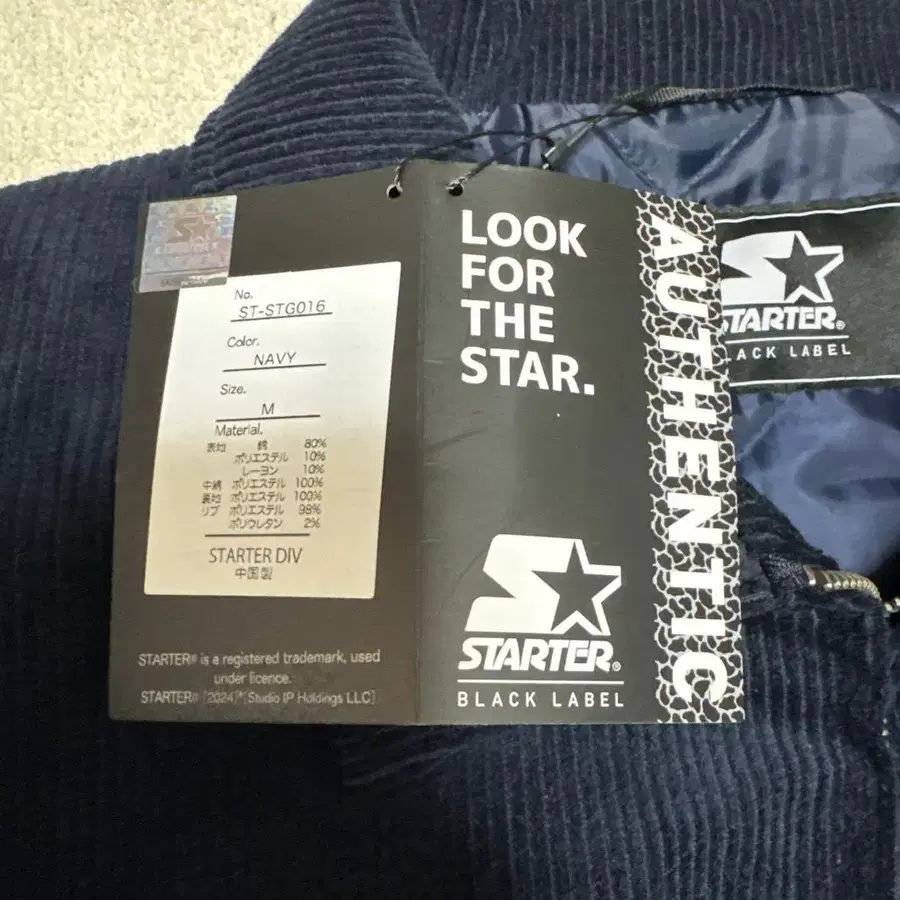 No.
ST-STG016
Color.
NAVY
Size.
M
Material.
表地 綿 80%
ポリエステル 10%
レーヨン 10%
中綿 ポリエステル 100%
裏地 ポリエステル 100%
リブ ポリエステル 98%
ポリウレタン 2%
STARTER DIV
中国製
STARTER® is a registered trademark, used
under licence.
STARTER® [2024] [Studio IP Holdings LLC]
LOOK
FOR
THE
STAR.
STARTER®
BLACK LABEL
AUTHENTIC
STARTER®
LACK LABEL